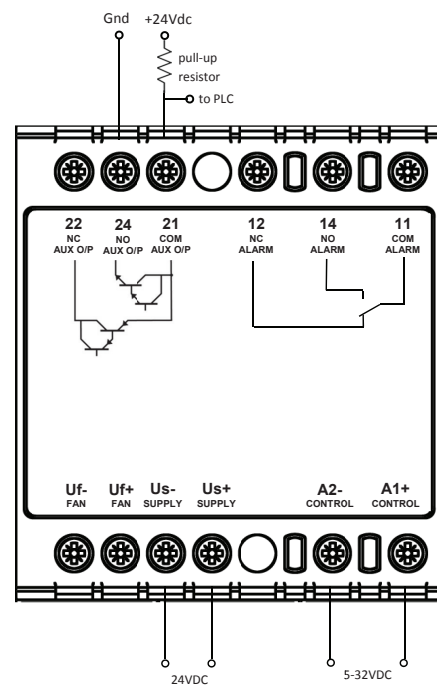 Gnd +24Vdc
pull-up
resistor
to PLC
22 24 21 12 14 11
NC NO COM NC NO COM
AUX O/P AUX O/P AUX O/P ALARM ALARM ALARM
Uf- Uf+ Us- Us+ A2- A1+
FAN FAN SUPPLY SUPPLY CONTROL CONTROL
24VDC 5-32VDC